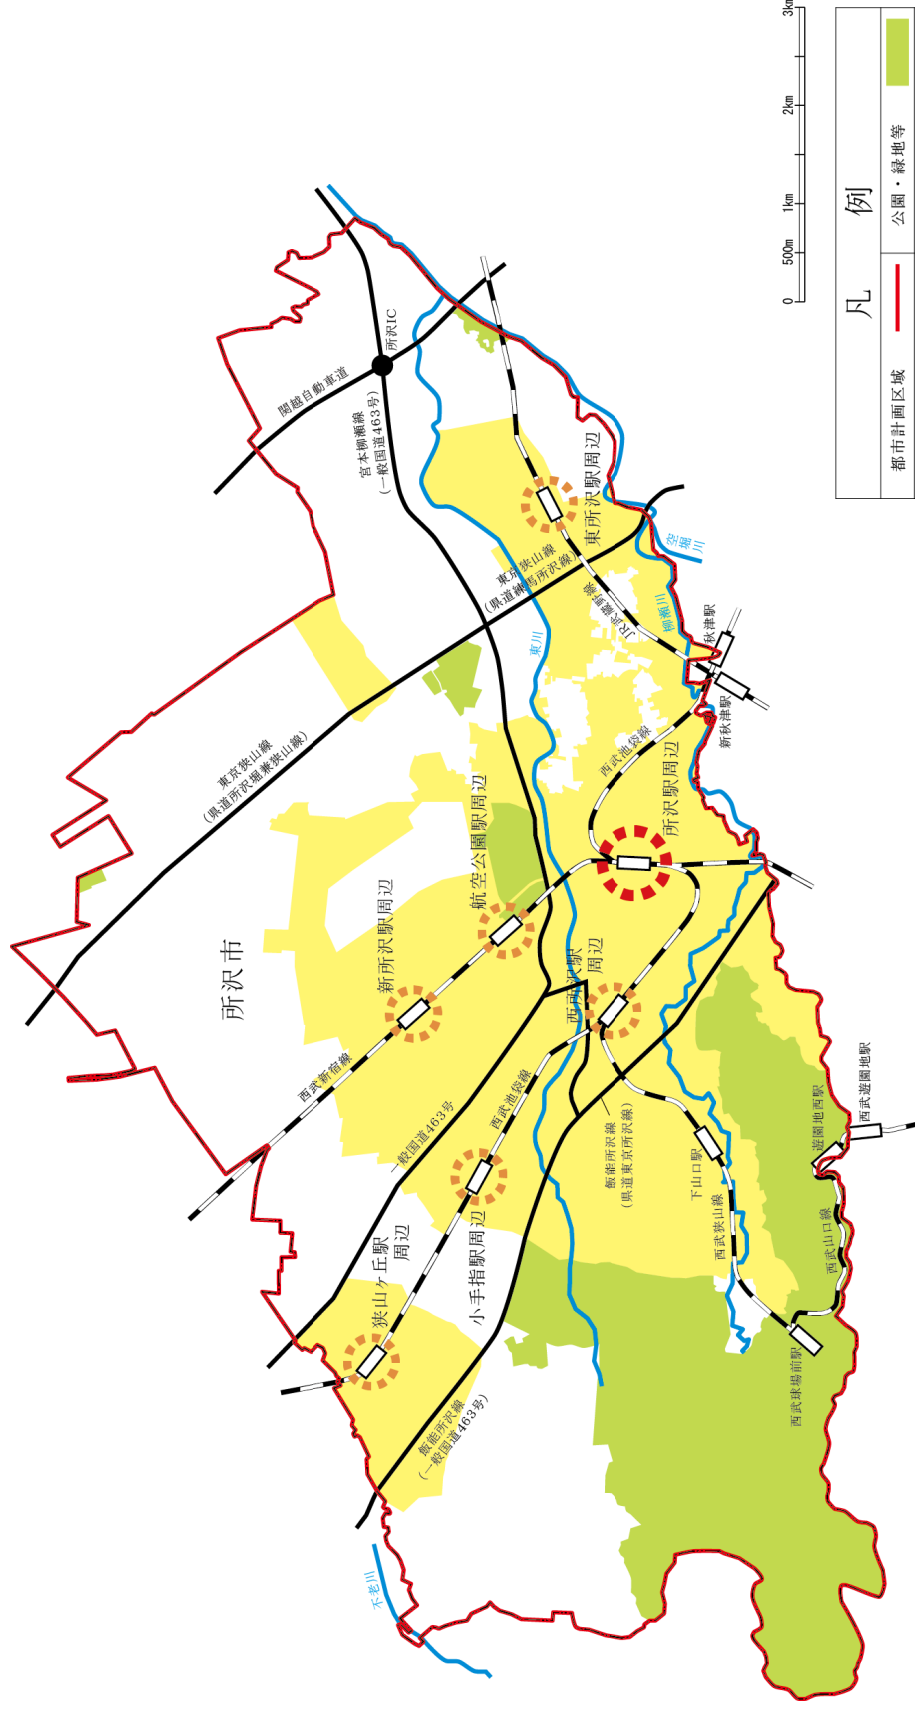 所沢市
狭山ヶ丘駅
周辺
小手指駅周辺
新所沢駅周辺
航空公園駅周辺
西所沢駅
周辺
所沢駅周辺
東所沢駅周辺
不老川
飯能所沢線
(一般国道463号)
一般国道463号
西武新宿線
西武池袋線
東京狭山線
(県道所沢堀兼狭山線)
関越自動車道
所沢IC
宮本柳瀬線
(一般国道463号)
東京狭山線
(県道練馬所沢線)
東川
JR武蔵野線
西武池袋線
柳瀬川
空堀川
秋津駅
新秋津駅
飯能所沢線
(県道東京所沢線)
下山口駅
西武狭山線
西武球場前駅
西武山口線
遊園地西駅
西武遊園地駅
0 500m 1km 2km 3km
凡 例
都市計画区域
公園・緑地等